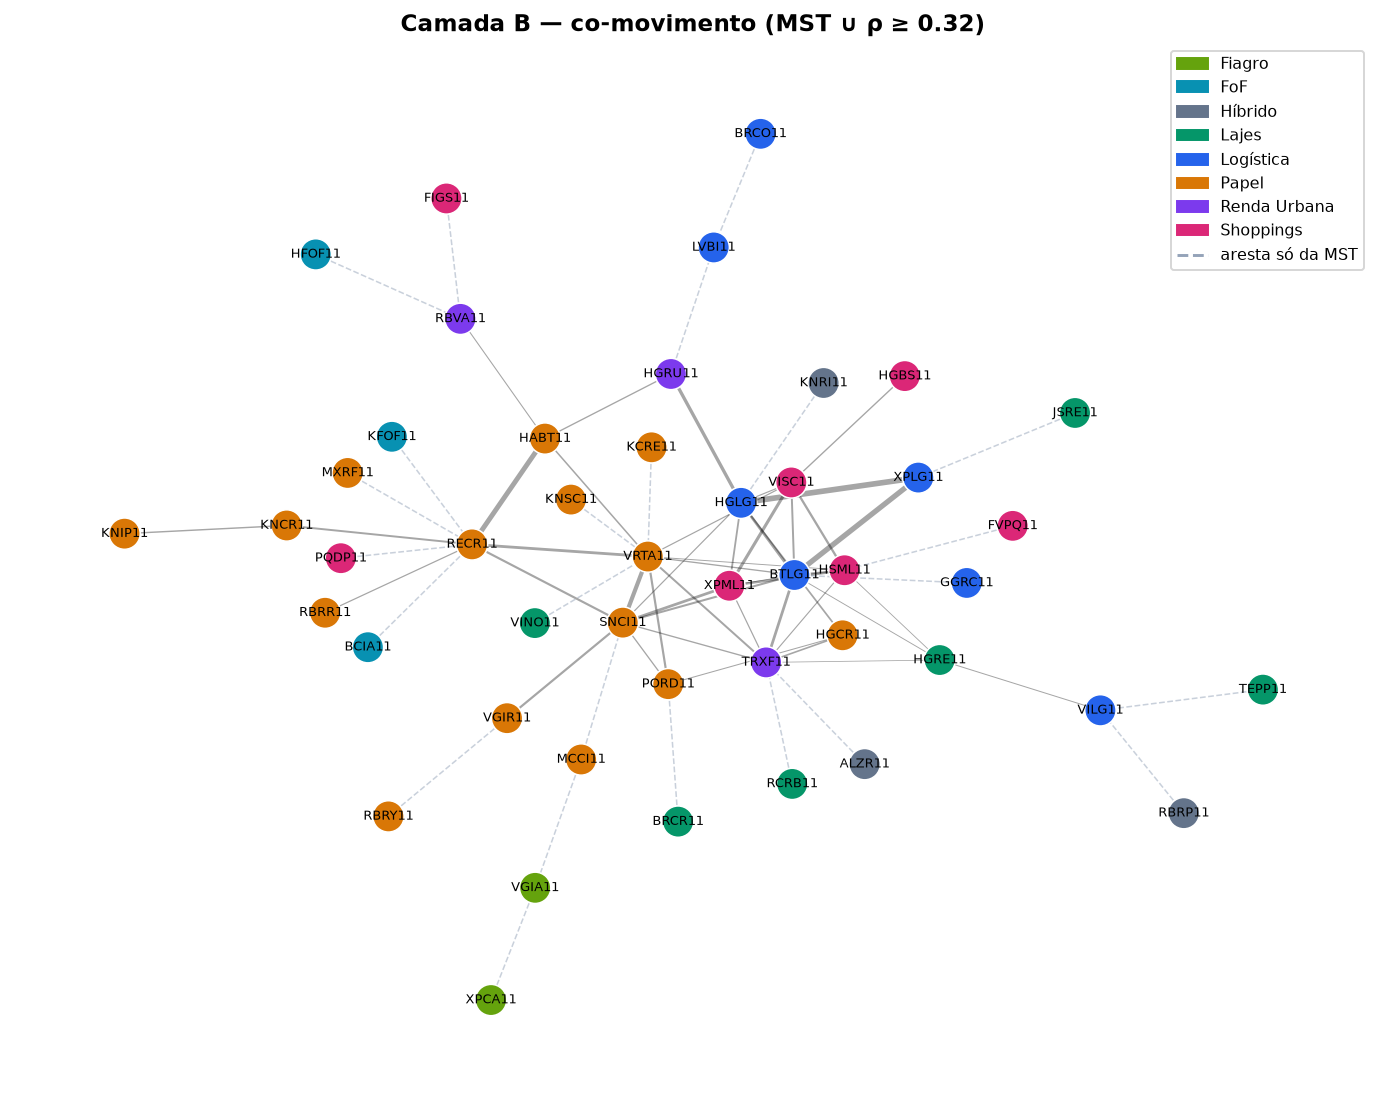 Camada B — co-movimento (MST ∪ ρ ≥ 0.32)
Fiagro
FoF
Híbrido
Lajes
Logística
Papel
Renda Urbana
Shoppings
aresta só da MST
BRCO11
FIGS11
LVBI11
HFOF11
RBVA11
HGRU11
KNRI11
HGBS11
JSRE11
KFOF11
HABT11
KCRE11
MXRF11
VISC11
XPLG11
KNSC11
HGLG11
KNIP11
KNCR11
FVPQ11
RECR11
PQDP11
VRTA11
HSML11
BTLG11
GGRC11
XPML11
RBRR11
VINO11
SNCI11
HGCR11
BCIA11
TRXF11
HGRE11
PORD11
TEPP11
VILG11
VGIR11
MCCI11
ALZR11
RCRB11
RBRP11
RBRY11
BRCR11
VGIA11
XPCA11